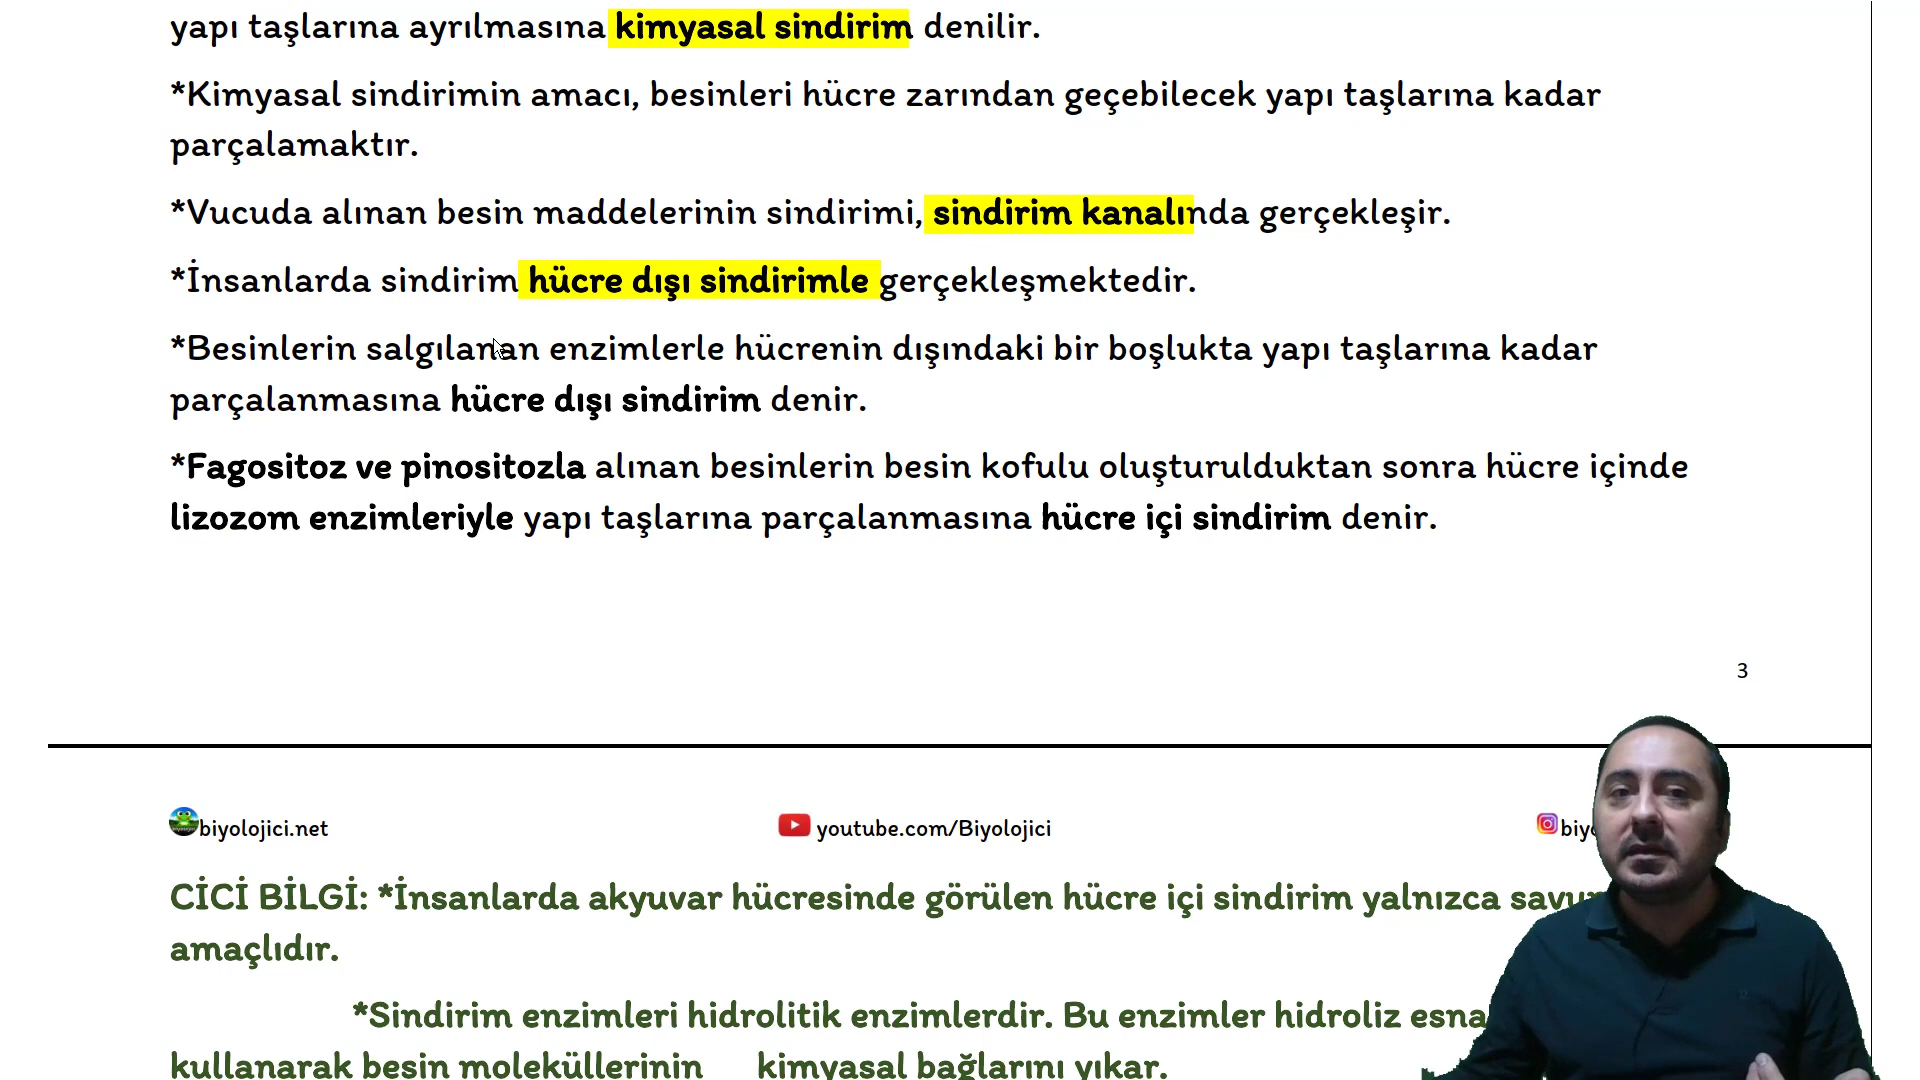 yapı taşlarına ayrılmasına kimyasal sindirim denilir.
*Kimyasal sindirimin amacı, besinleri hücre zarından geçebilecek yapı taşlarına kadar
parçalamaktır.
*Vucuda alınan besin maddelerinin sindirimi, sindirim kanalında gerçekleşir.
*İnsanlarda sindirim hücre dışı sindirimle gerçekleşmektedir.
*Besinlerin salgılanan enzimlerle hücrenin dışındaki bir boşlukta yapı taşlarına kadar
parçalanmasına hücre dışı sindirim denir.
*Fagositoz ve pinositozla alınan besinlerin besin kofulu oluşturulduktan sonra hücre içinde
lizozom enzimleriyle yapı taşlarına parçalanmasına hücre içi sindirim denir.
3
biyolojici.net
youtube.com/Biyolojici
CİCİ BİLGİ: *İnsanlarda akyuvar hücresinde görülen hücre içi sindirim yalnızca
amaçlıdır.
*Sindirim enzimleri hidrolitik enzimlerdir. Bu enzimler hidroliz
kullanarak besin moleküllerinin kimyasal bağlarını yıkar.